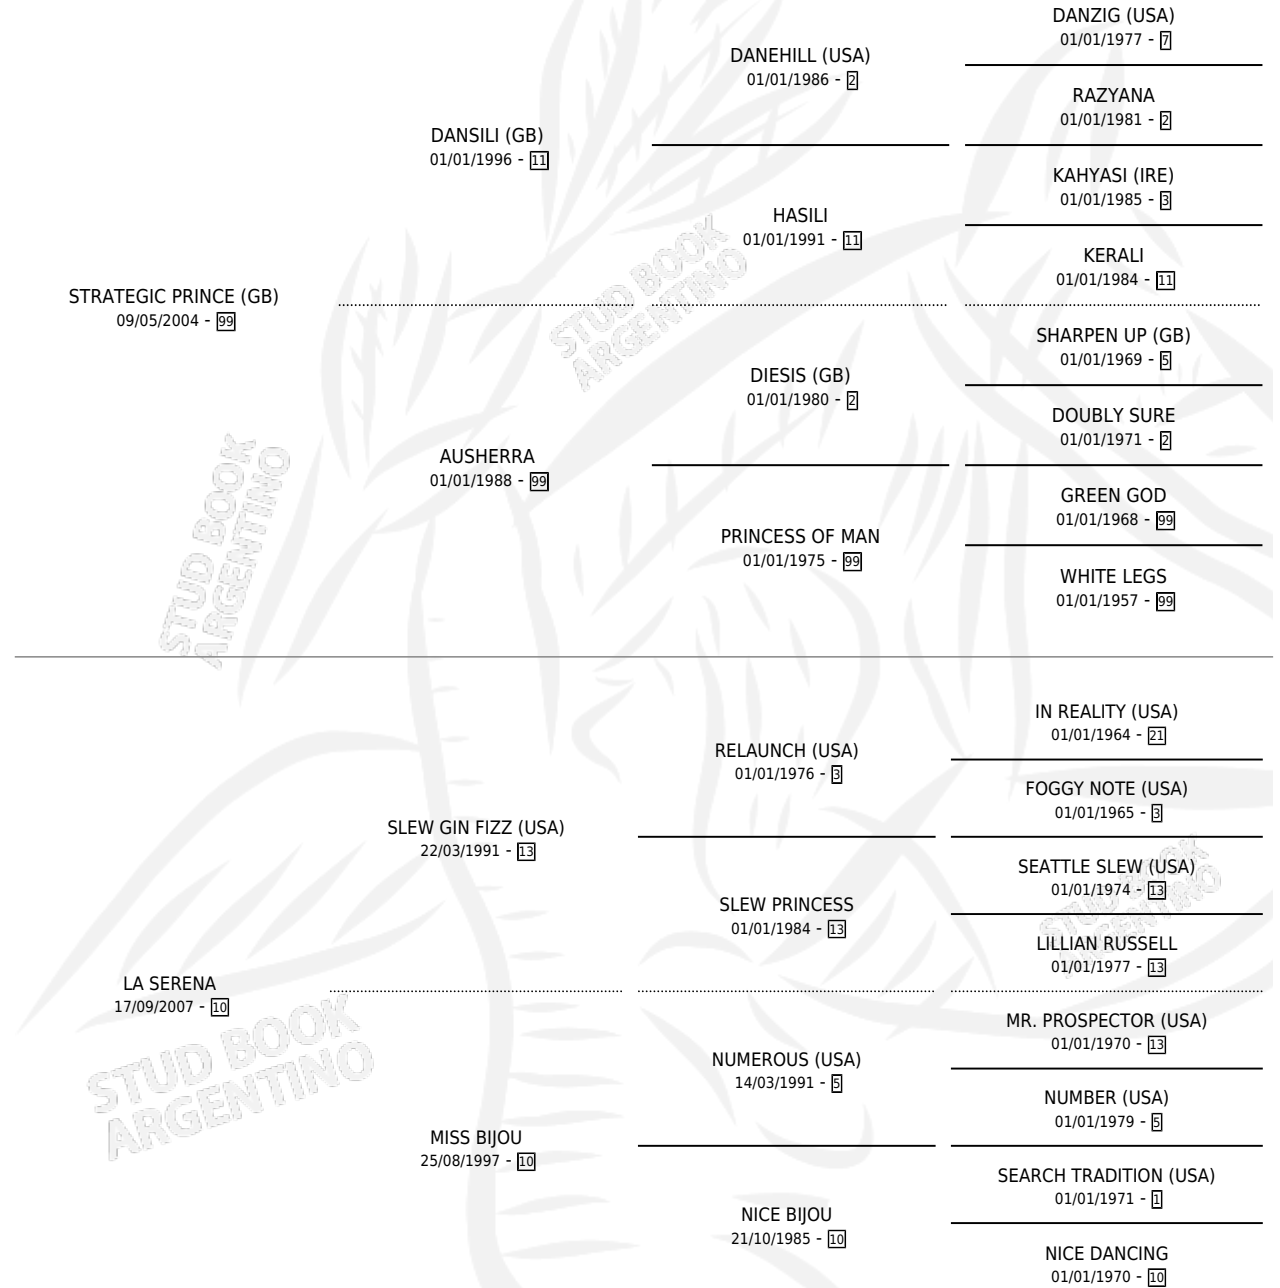 DANZIG (USA)
01/01/1977 - 7
DANEHILL (USA)
01/01/1986 - 2
RAZYANA
01/01/1981 - 2
DANSILI (GB)
01/01/1996 - 11
KAHYASI (IRE)
01/01/1985 - 3
HASILI
01/01/1991 - 11
KERALI
01/01/1984 - 11
STRATEGIC PRINCE (GB)
09/05/2004 - 99
STUD BOOK
ARGENTINO
SHARPEN UP (GB)
01/01/1969 - 5
DIESIS (GB)
01/01/1980 - 2
DOUBLY SURE
01/01/1971 - 2
AUSHERRA
01/01/1988 - 99
GREEN GOD
01/01/1968 - 99
PRINCESS OF MAN
01/01/1975 - 99
WHITE LEGS
01/01/1957 - 99
STUD BOOK
ARGENTINO
IN REALITY (USA)
01/01/1964 - 21
RELAUNCH (USA)
01/01/1976 - 3
FOGGY NOTE (USA)
01/01/1965 - 3
SLEW GIN FIZZ (USA)
22/03/1991 - 13
SEATTLE SLEW (USA)
01/01/1974 - 13
SLEW PRINCESS
01/01/1984 - 13
LILLIAN RUSSELL
01/01/1977 - 13
STUD BOOK
ARGENTINO
LA SERENA
17/09/2007 - 10
MR. PROSPECTOR (USA)
01/01/1970 - 13
NUMEROUS (USA)
14/03/1991 - 5
NUMBER (USA)
01/01/1979 - 5
MISS BIJOU
25/08/1997 - 10
SEARCH TRADITION (USA)
01/01/1971 - 1
NICE BIJOU
21/10/1985 - 10
NICE DANCING
01/01/1970 - 10
STUD BOOK
ARGENTINO